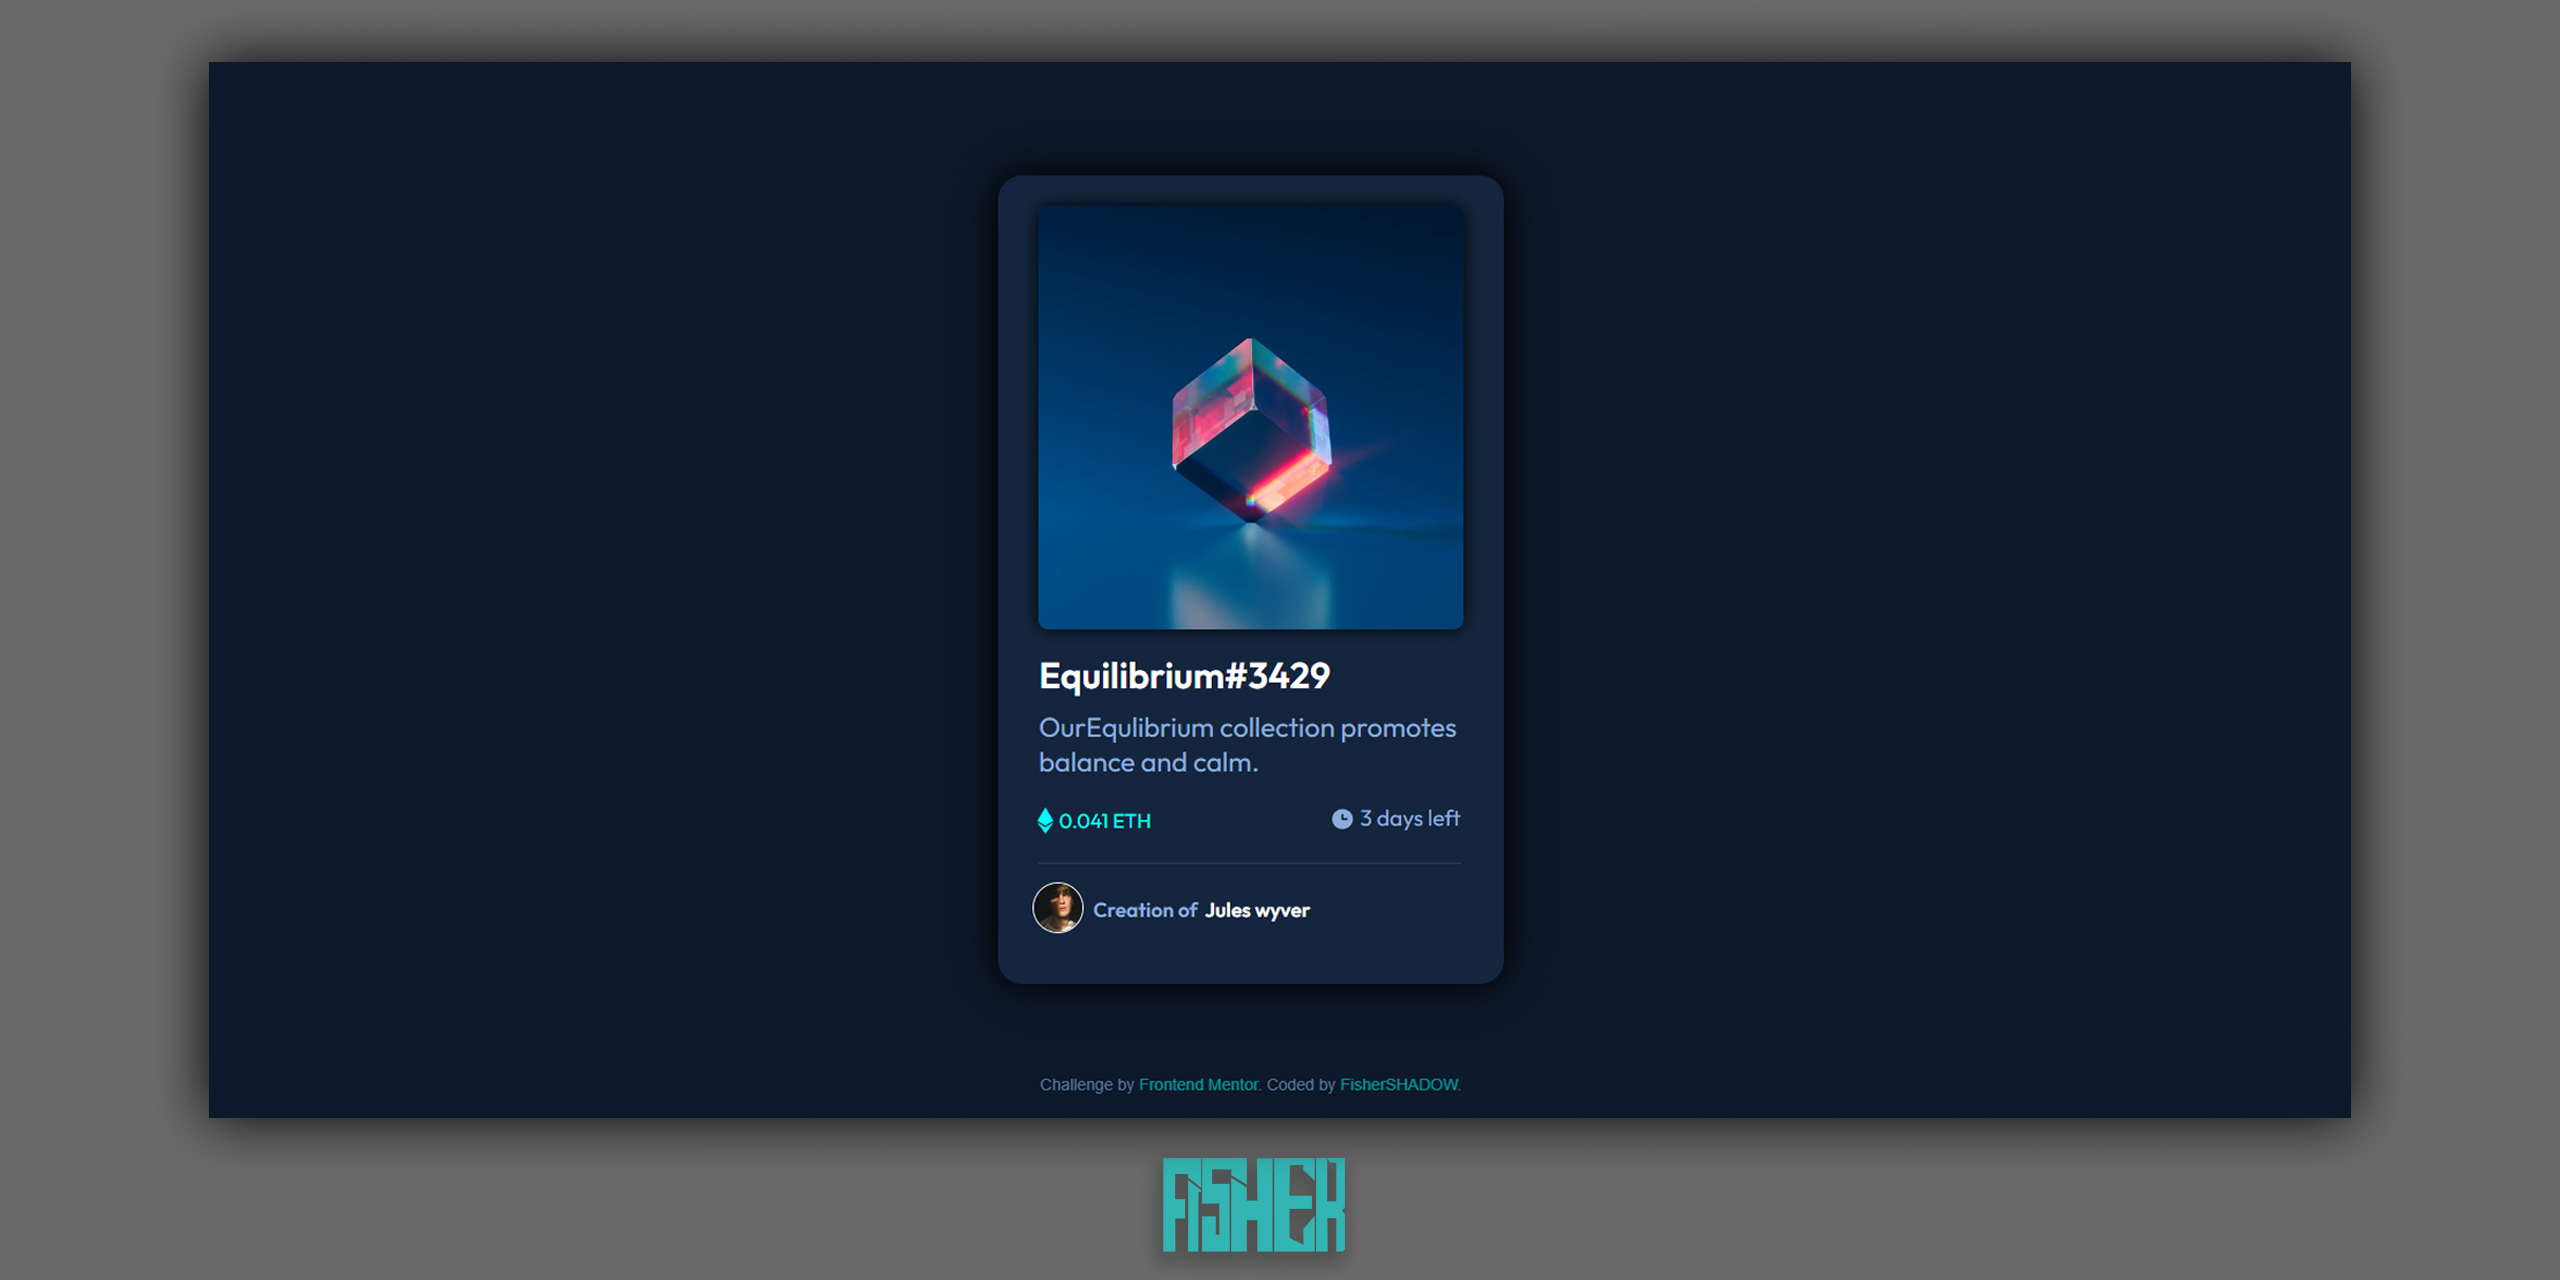 Equilibrium#3429
OurEqulibrium collection promotes
balance and calm.
0.041 ETH
3 days left
Creation of Jules wyver
Challenge by Frontend Mentor. Coded by FisherSHADOW.
FISHER